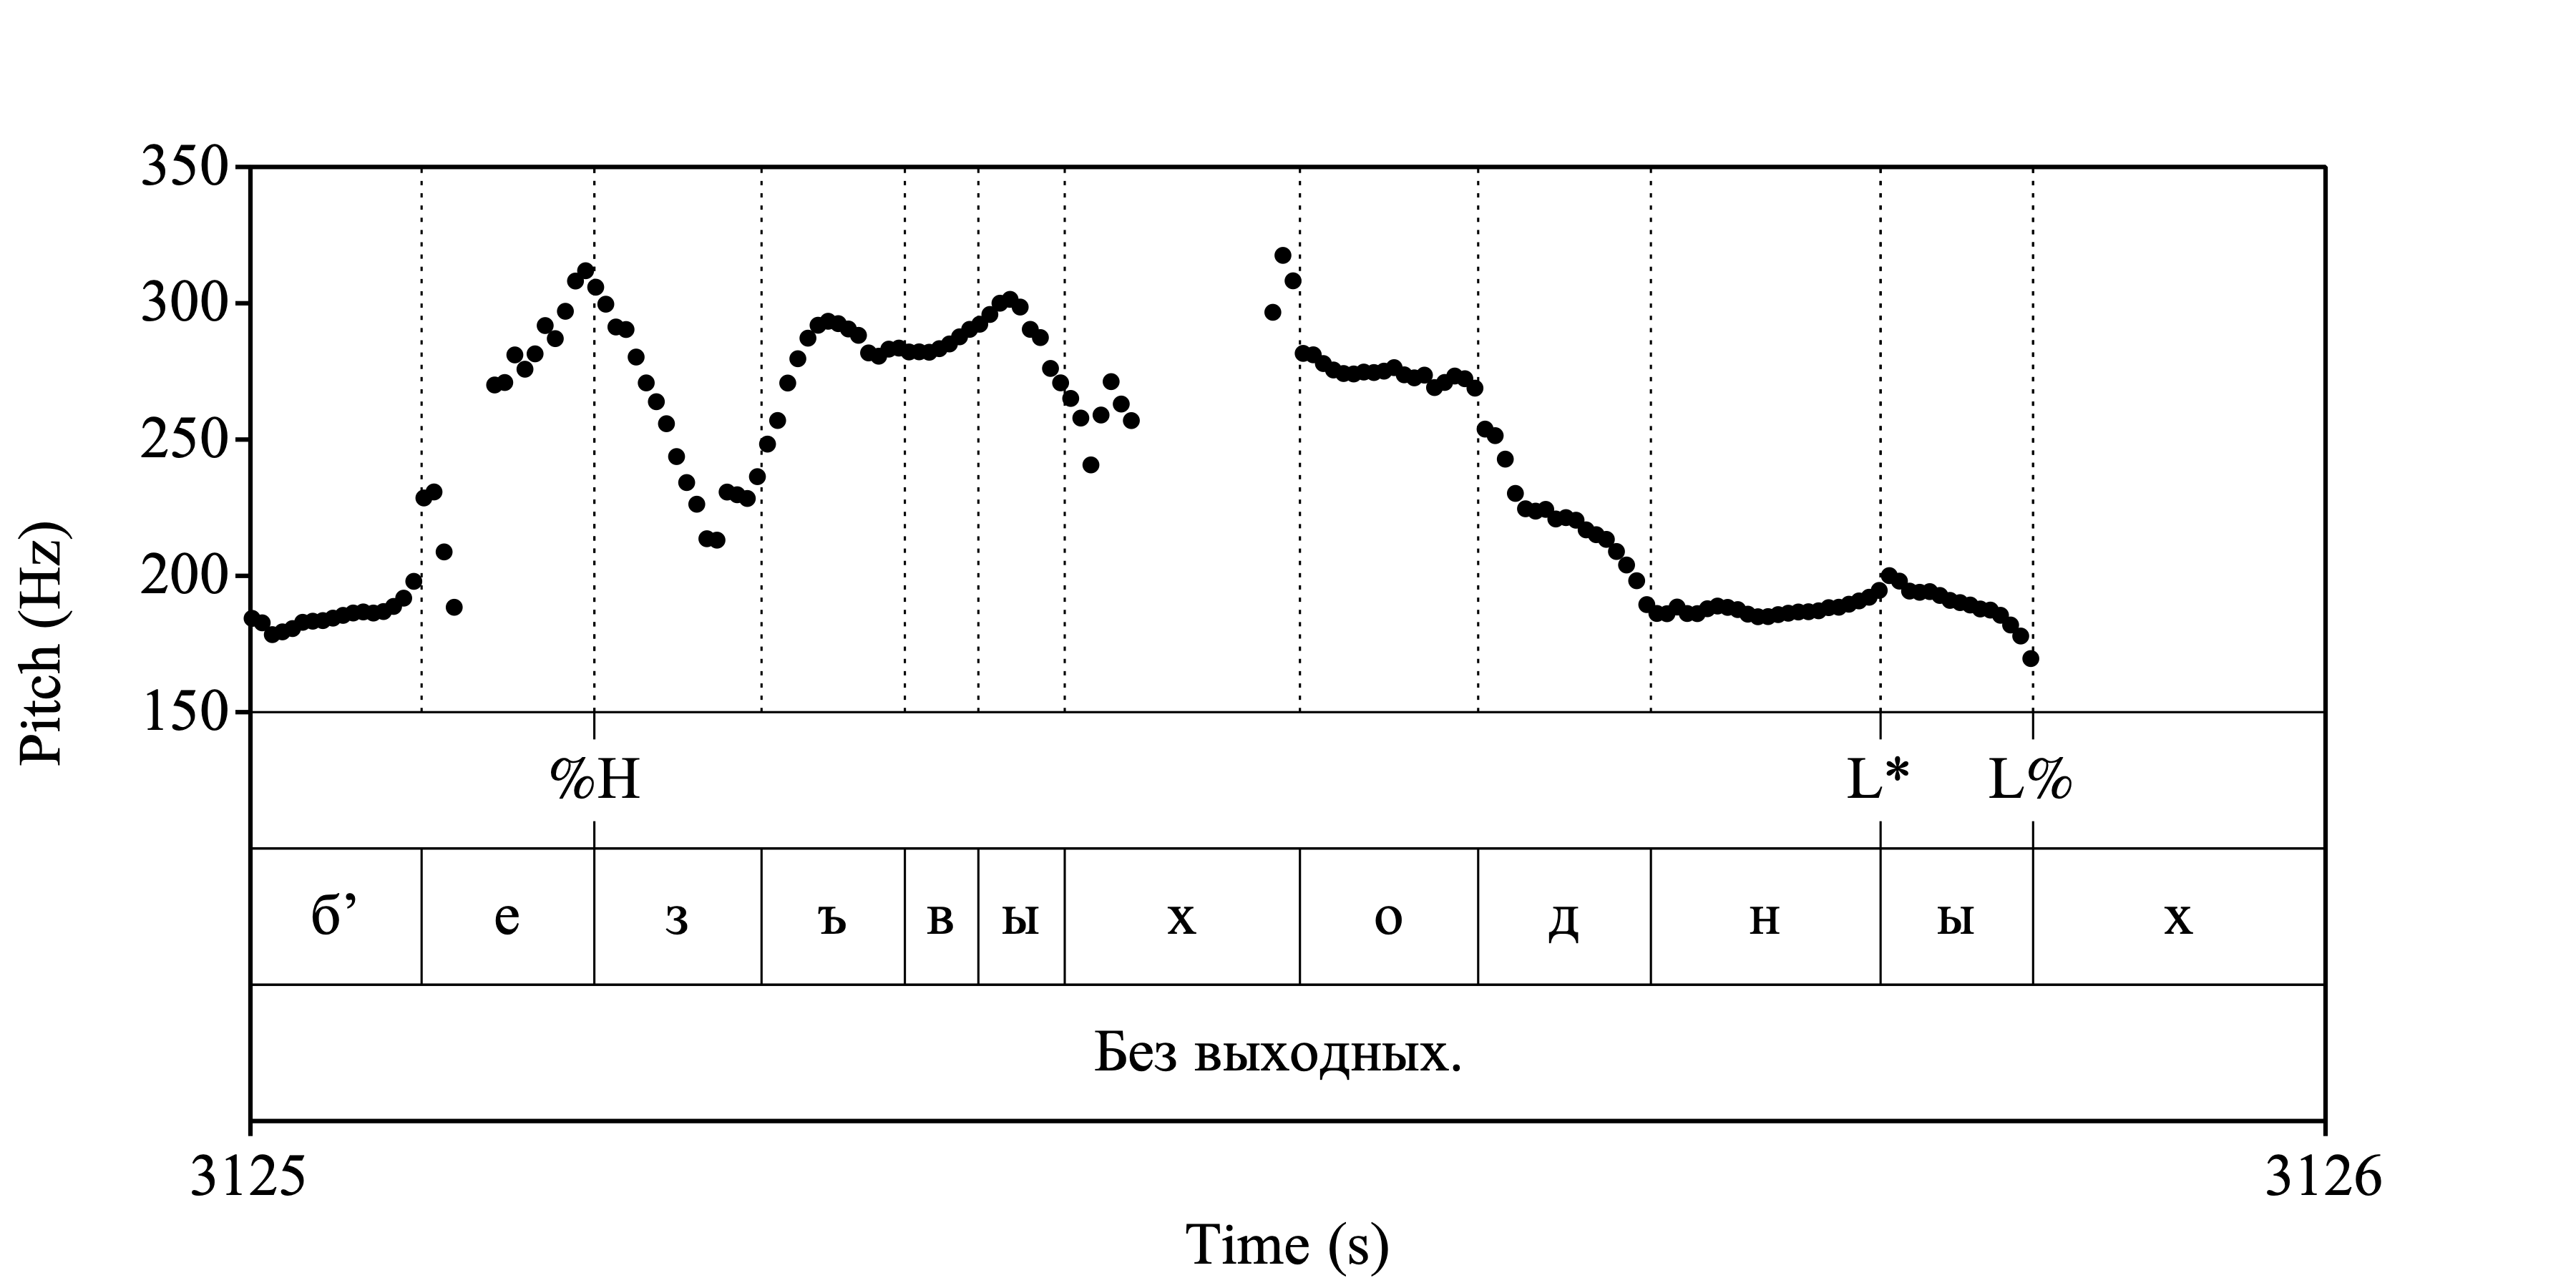 350
300
250
200
150
Pitch (Hz)
%H L* L%
б’ е з ъ в ы х о д н ы х
Без выходных.
3125 3126
Time (s)